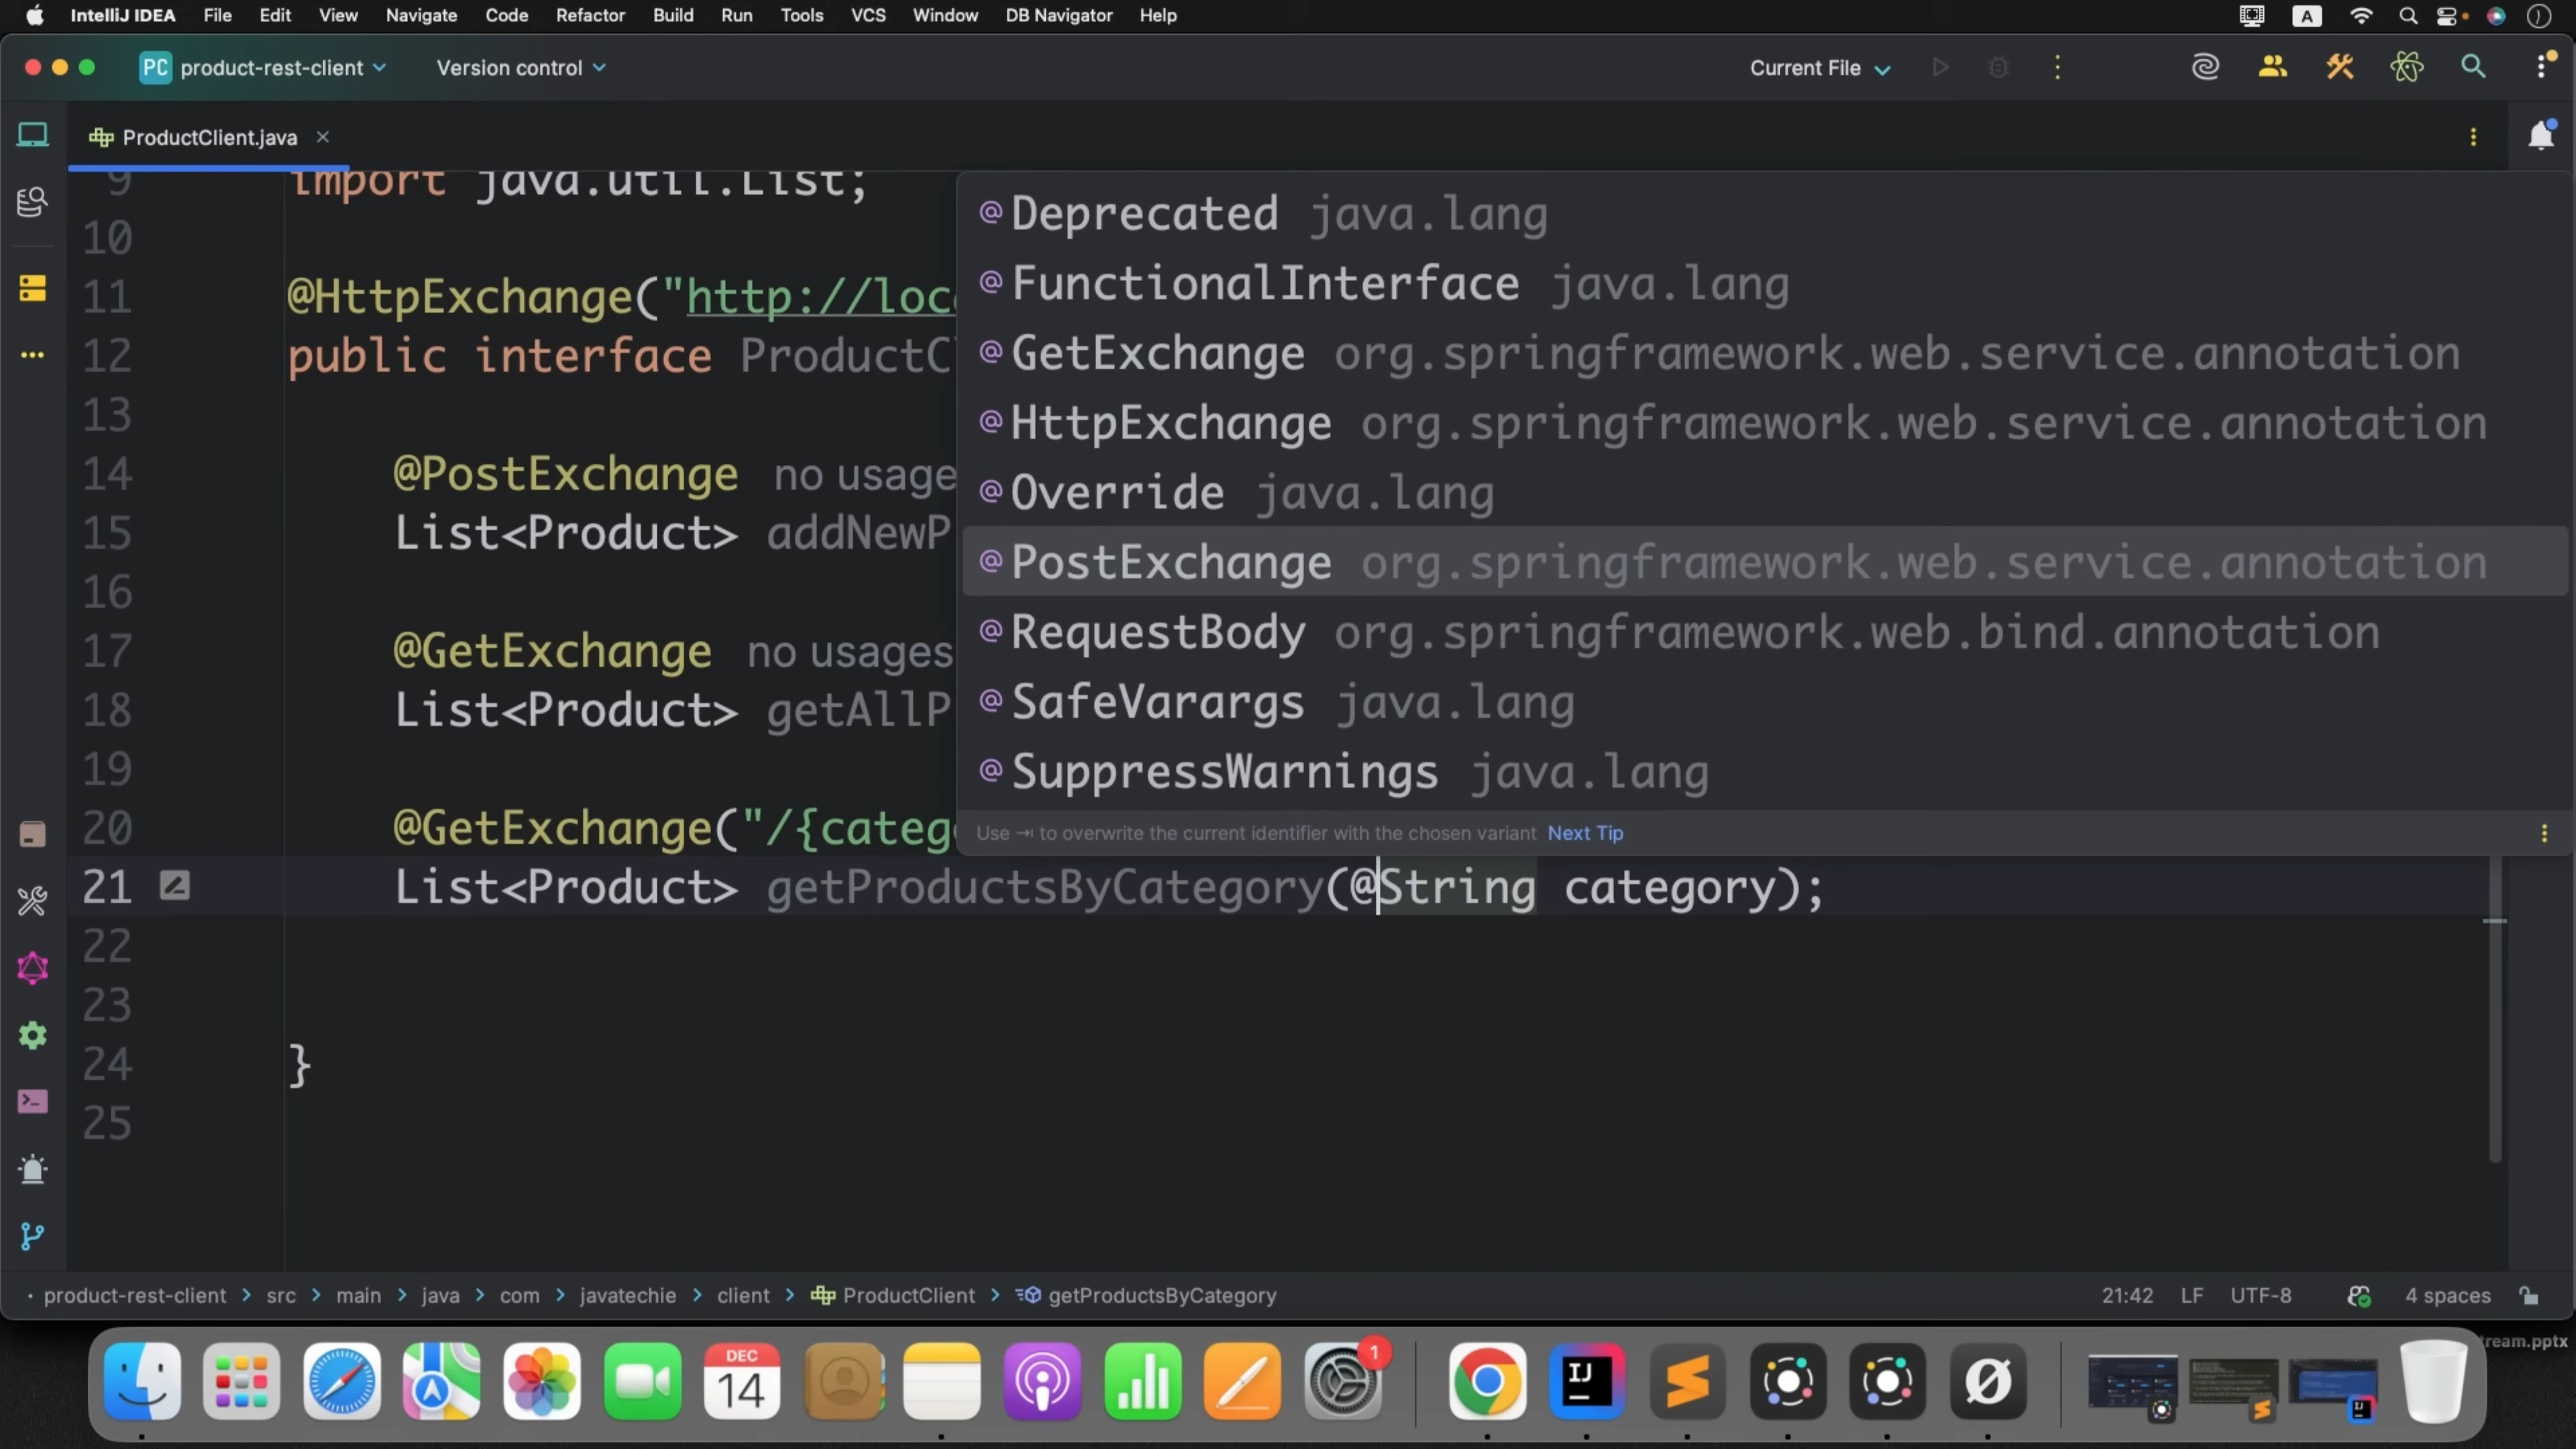 IntelliJ IDEA File Edit View Navigate Code Refactor Build Run Tools VCS Window DB Navigator Help A
PC product-rest-client Version control Current File
ProductClient.java
9 import java.util.List;
10
11 @HttpExchange("http://loc
12 public interface ProductC
13
14 @PostExchange no usage
15 List<Product> addNewP
16
17 @GetExchange no usages
18 List<Product> getAllP
19
20 @GetExchange("/{categ
21 List<Product> getProductsByCategory(@String category);
22
23
24 }
25
@ Deprecated java.lang
@ FunctionalInterface java.lang
@ GetExchange org.springframework.web.service.annotation
@ HttpExchange org.springframework.web.service.annotation
@ Override java.lang
@ PostExchange org.springframework.web.service.annotation
@ RequestBody org.springframework.web.bind.annotation
@ SafeVarargs java.lang
@ SuppressWarnings java.lang
Use ⇥ to overwrite the current identifier with the chosen variant Next Tip
product-rest-client > src > main > java > com > javatechie > client > ProductClient > getProductsByCategory 21:42 LF UTF-8 4 spaces
tream.pptx
DEC
14
1
IJ